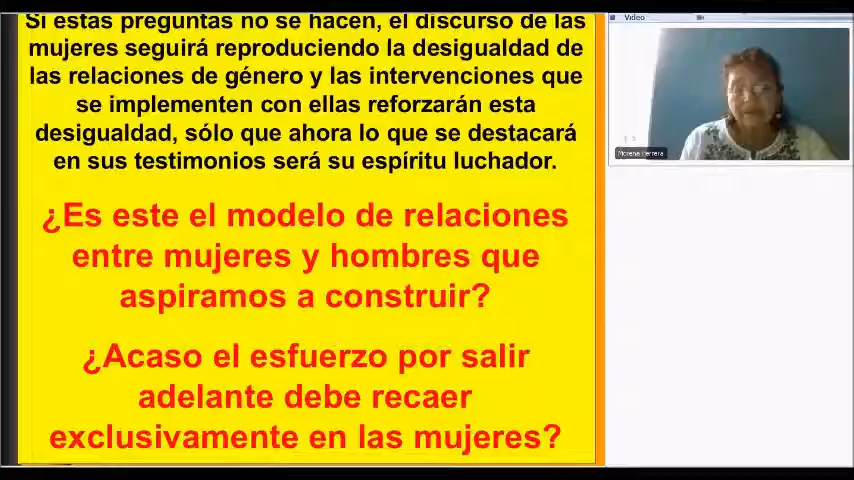 Si estas preguntas no se hacen, el discurso de las
mujeres seguirá reproduciendo la desigualdad de
las relaciones de género y las intervenciones que
se implementen con ellas reforzarán esta
desigualdad, sólo que ahora lo que se destacará
en sus testimonios será su espíritu luchador.
¿Es este el modelo de relaciones
entre mujeres y hombres que
aspiramos a construir?
¿Acaso el esfuerzo por salir
adelante debe recaer
exclusivamente en las mujeres?
Video
Morena Herrera